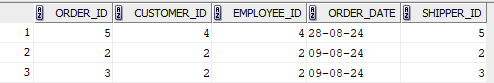 ORDER_ID CUSTOMER_ID EMPLOYEE_ID ORDER_DATE SHIPPER_ID
1 5 4 4 28-08-24 5
2 2 2 2 09-08-24 2
3 3 2 2 09-08-24 3